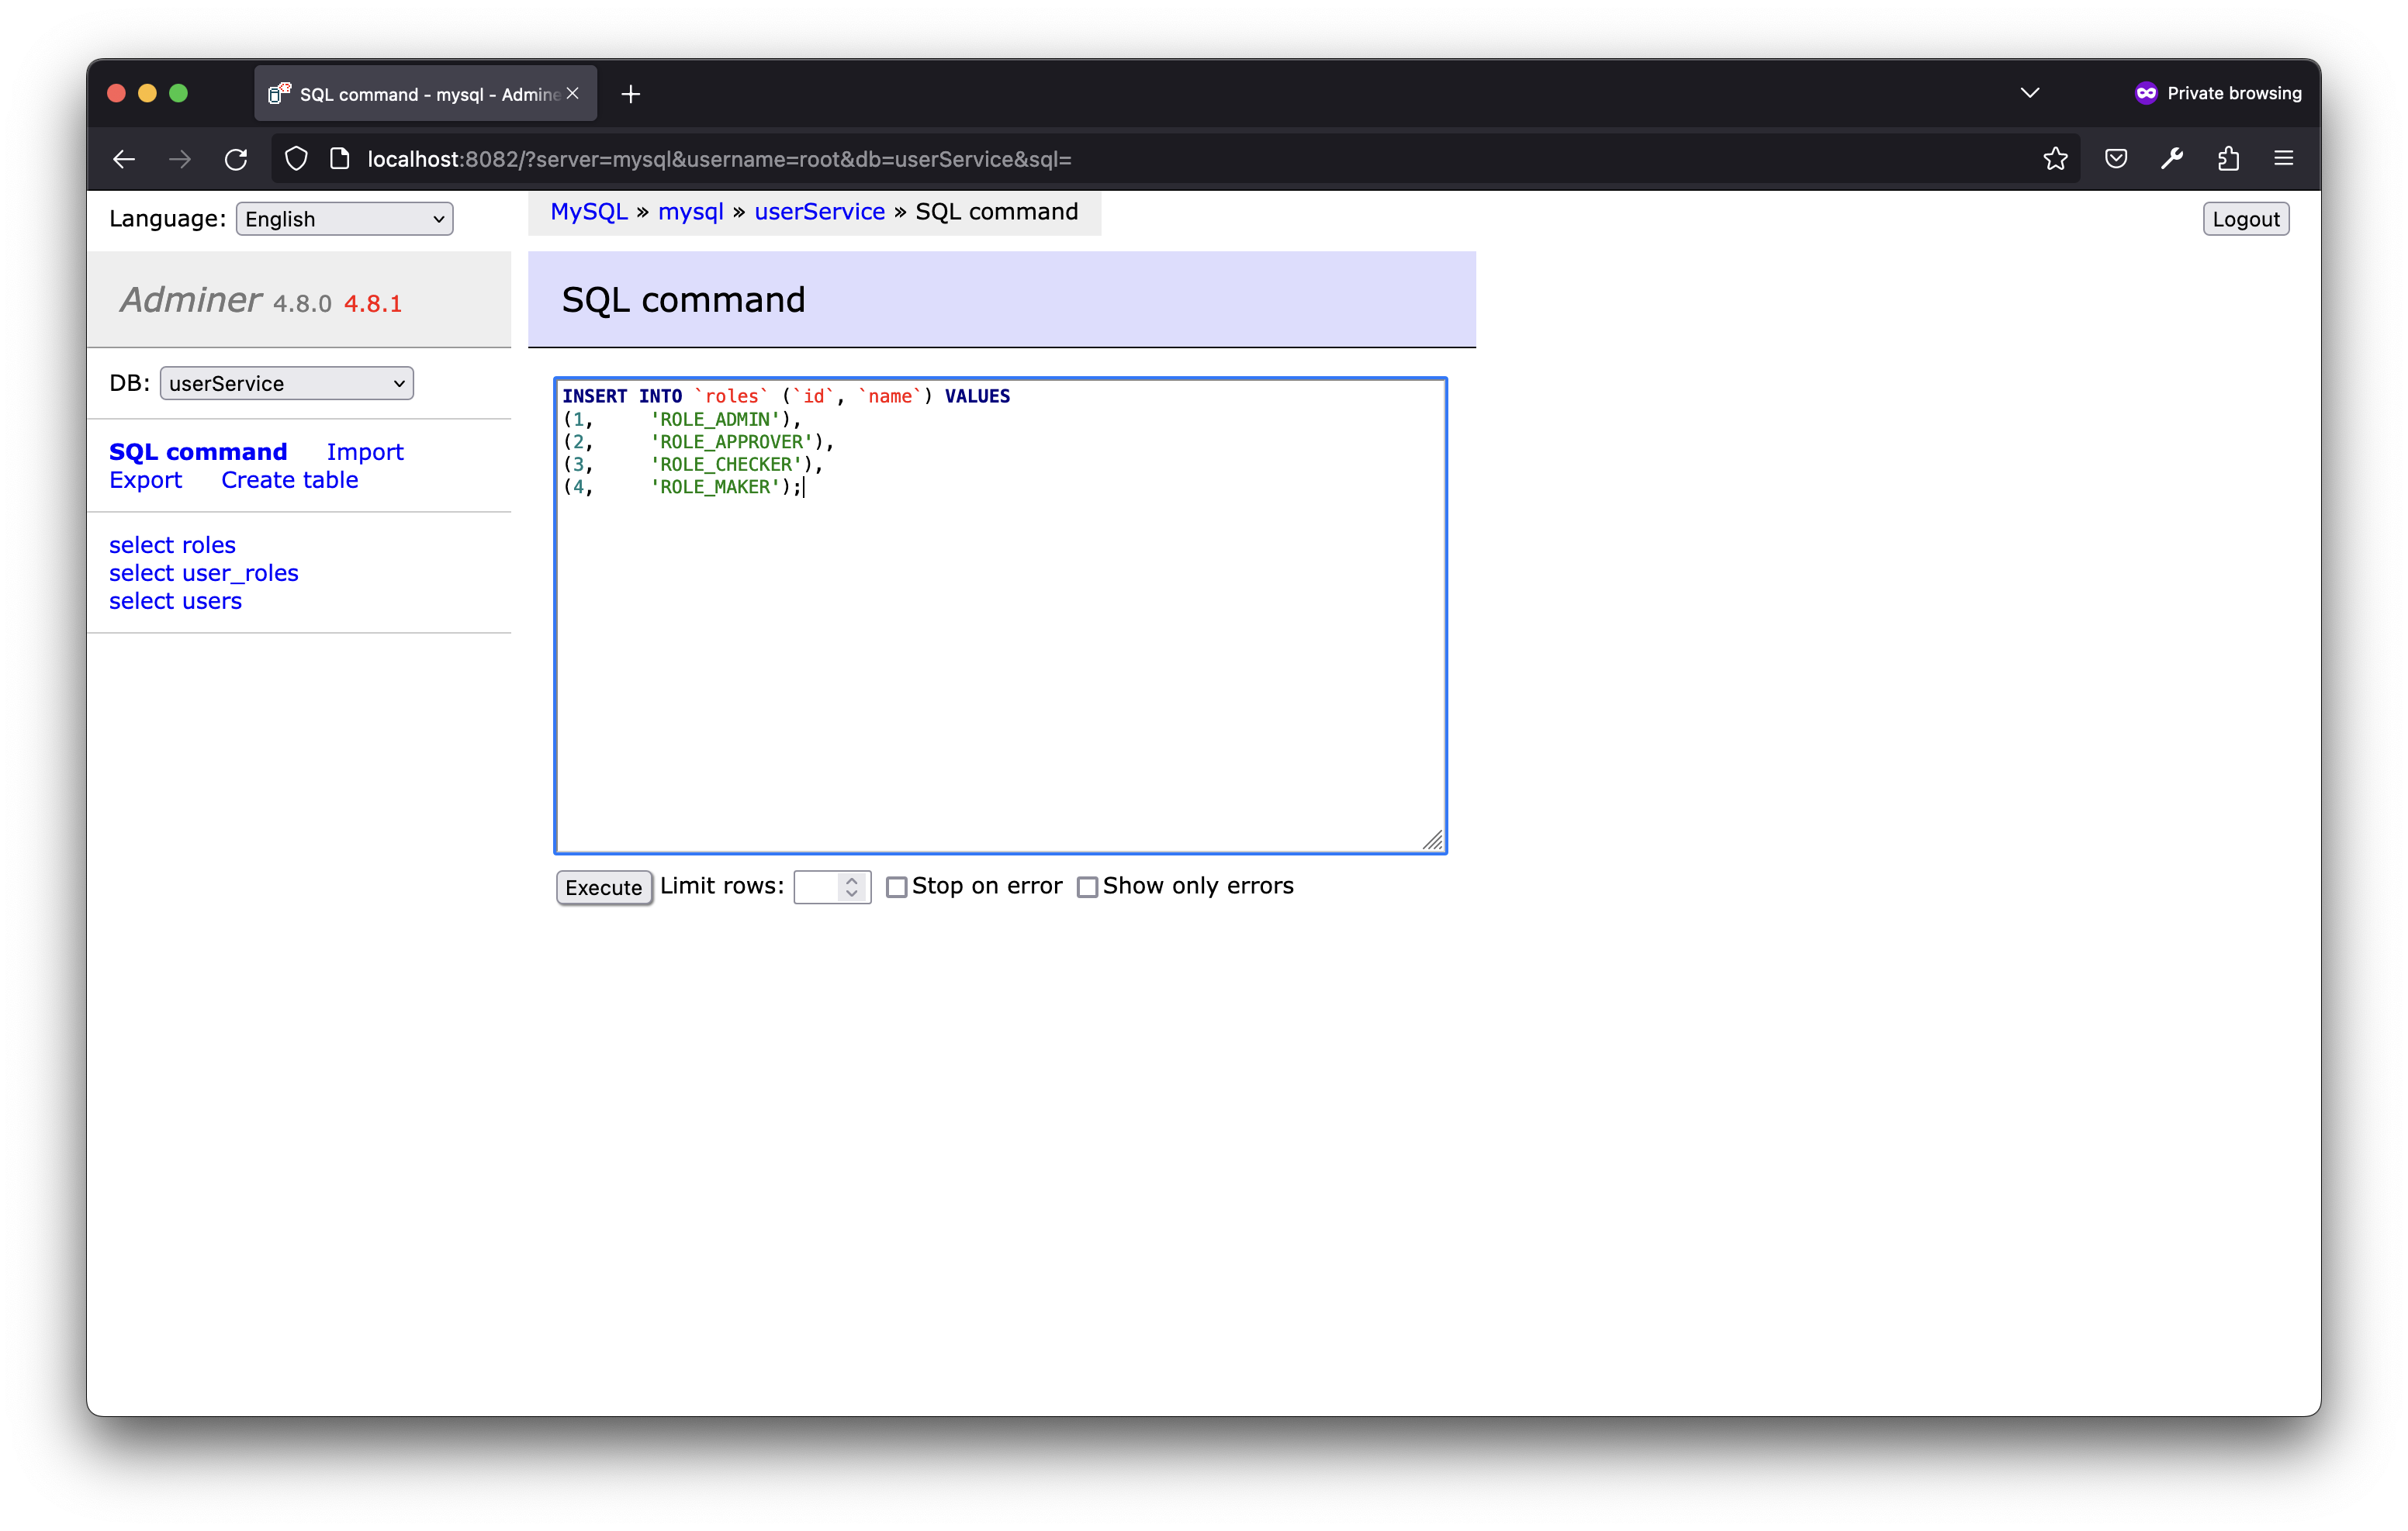 SQL command - mysql - Admine
Private browsing
localhost:8082/?server=mysql&username=root&db=userService&sql=
Language: English
MySQL » mysql » userService » SQL command
Logout
Adminer 4.8.0 4.8.1
SQL command
DB: userService
SQL command Import
Export Create table
select roles
select user_roles
select users
INSERT INTO `roles` (`id`, `name`) VALUES
(1, 'ROLE_ADMIN'),
(2, 'ROLE_APPROVER'),
(3, 'ROLE_CHECKER'),
(4, 'ROLE_MAKER');
Execute Limit rows: Stop on error Show only errors